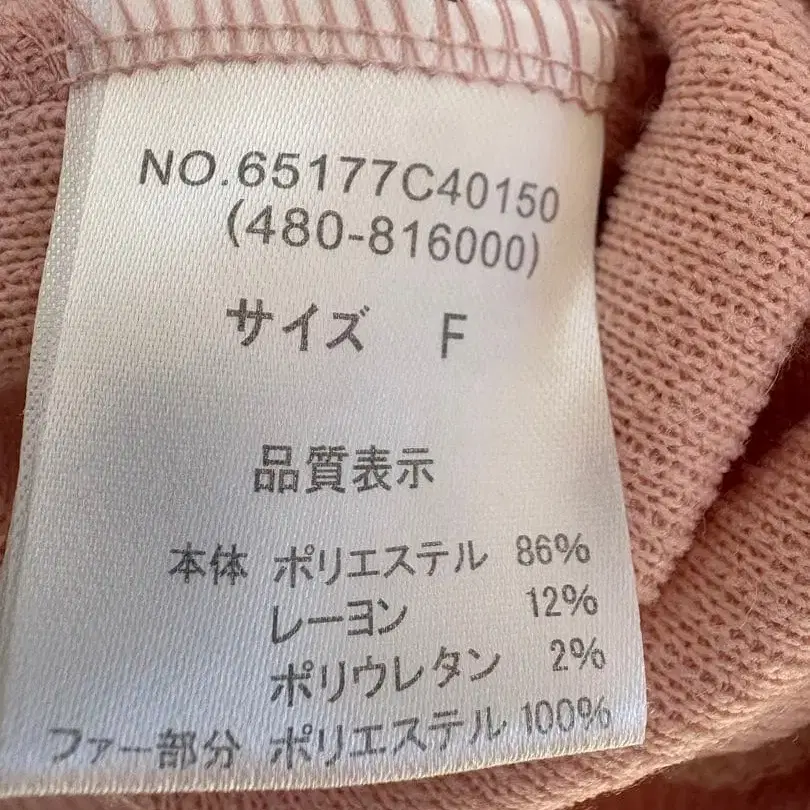 NO.65177C40150
(480-816000)
サイズ F
品質表示
本体 ポリエステル 86%
レーヨン 12%
ポリウレタン 2%
ファー部分 ポリエステル 100%